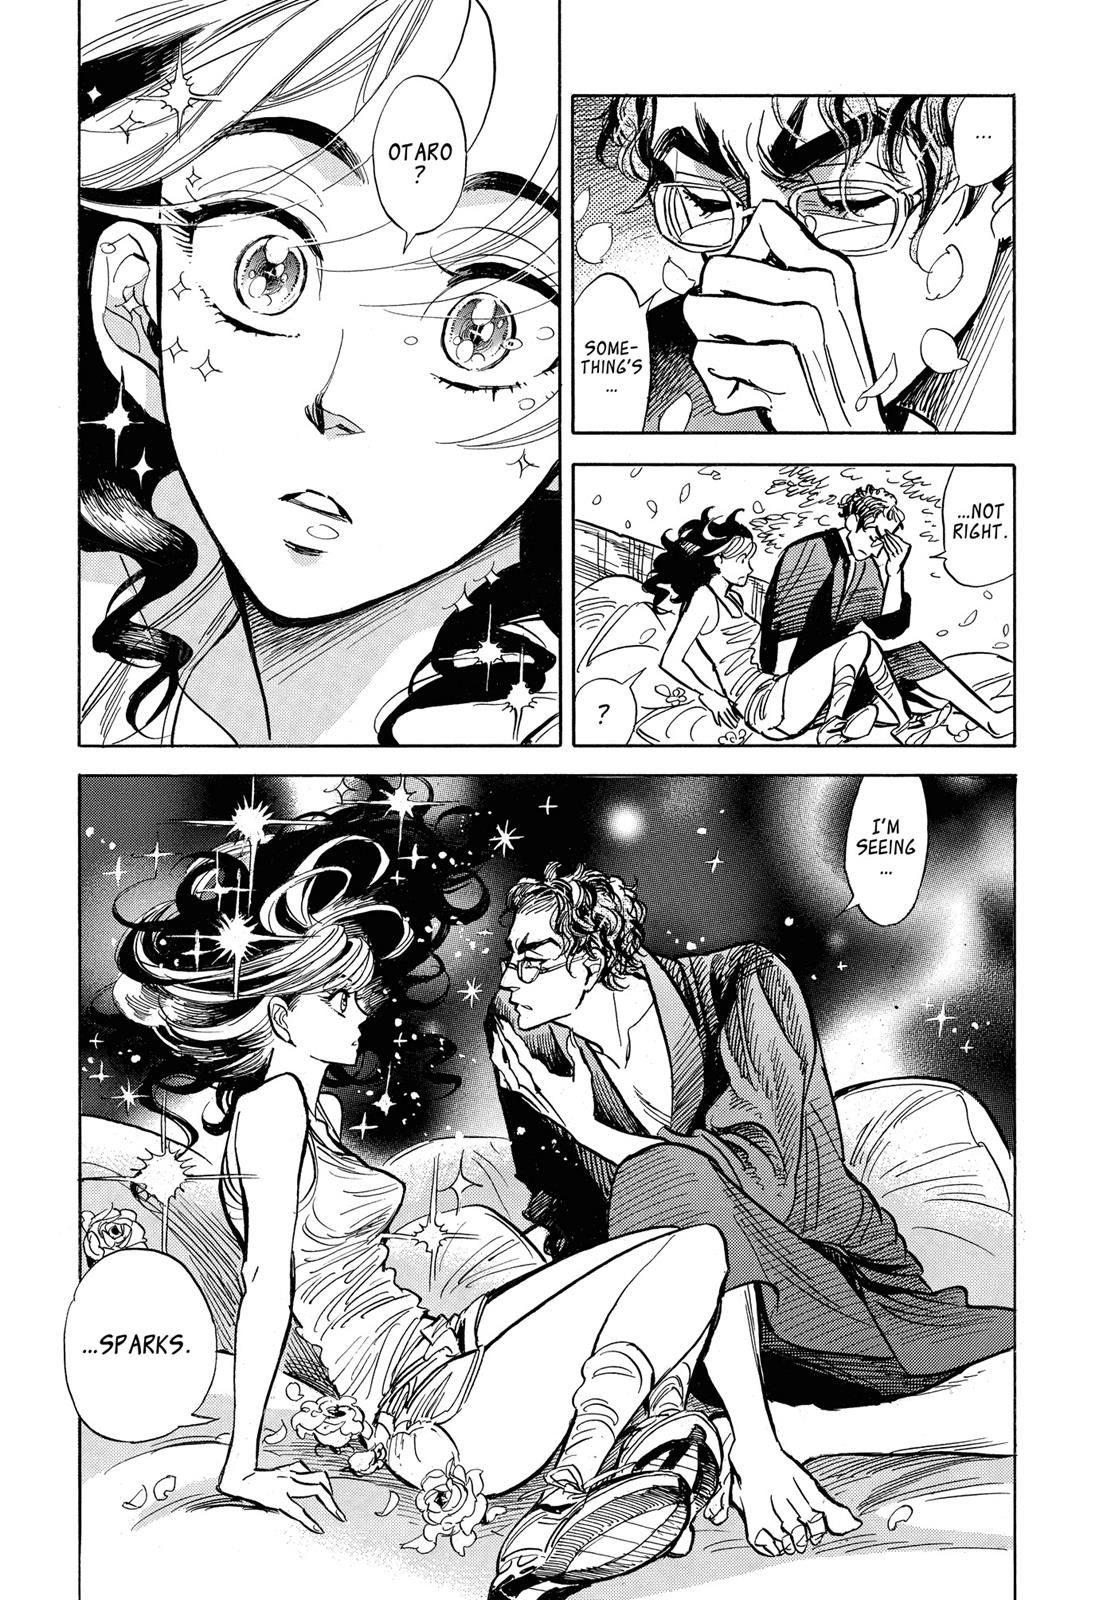 ...
SOME-
THING'S
...
OTARO
?
...NOT
RIGHT.
?
I'M
SEEING
...
...SPARKS.